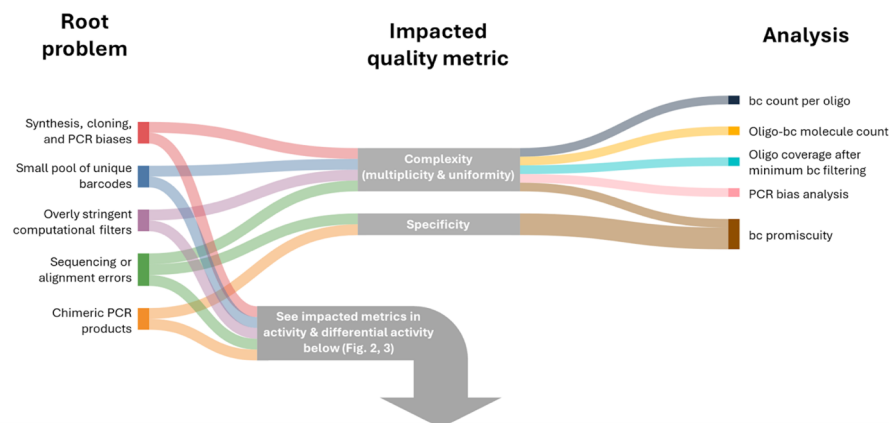 Root
problem
Impacted
quality metric
Analysis
Synthesis, cloning,
and PCR biases
Small pool of unique
barcodes
Overly stringent
computational filters
Sequencing or
alignment errors
Chimeric PCR
products
Complexity
(multiplicity & uniformity)
Specificity
See impacted metrics in
activity & differential activity
below (Fig. 2, 3)
bc count per oligo
Oligo-bc molecule count
Oligo coverage after
minimum bc filtering
PCR bias analysis
bc promiscuity